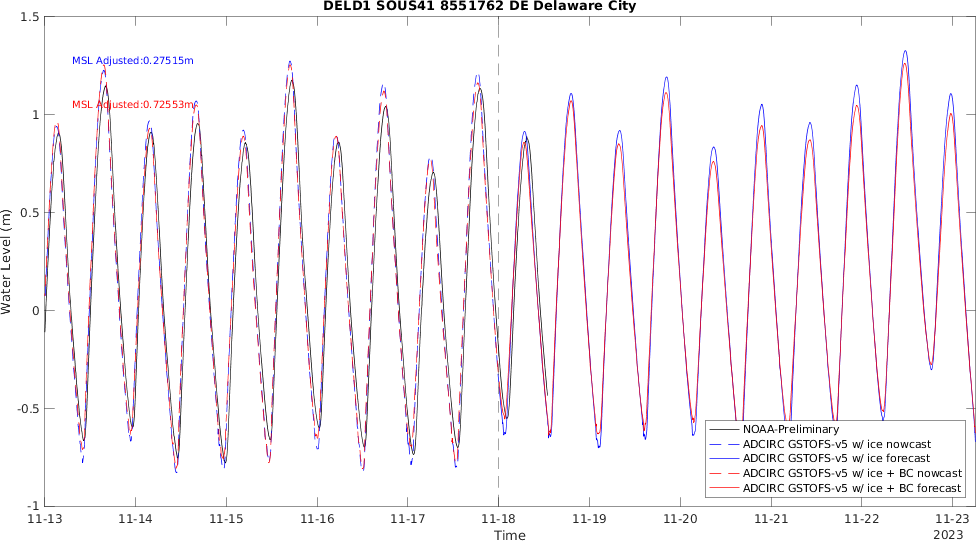 DELD1 SOUS41 8551762 DE Delaware City
1.5
MSL Adjusted:0.27515m
MSL Adjusted:0.72553m
1
0.5
Water Level (m)
0
-0.5
NOAA-Preliminary
ADCIRC GSTOFS-v5 w/ ice nowcast
ADCIRC GSTOFS-v5 w/ ice forecast
ADCIRC GSTOFS-v5 w/ ice + BC nowcast
ADCIRC GSTOFS-v5 w/ ice + BC forecast
-1
11-13 11-14 11-15 11-16 11-17 11-18 11-19 11-20 11-21 11-22 11-23
Time 2023